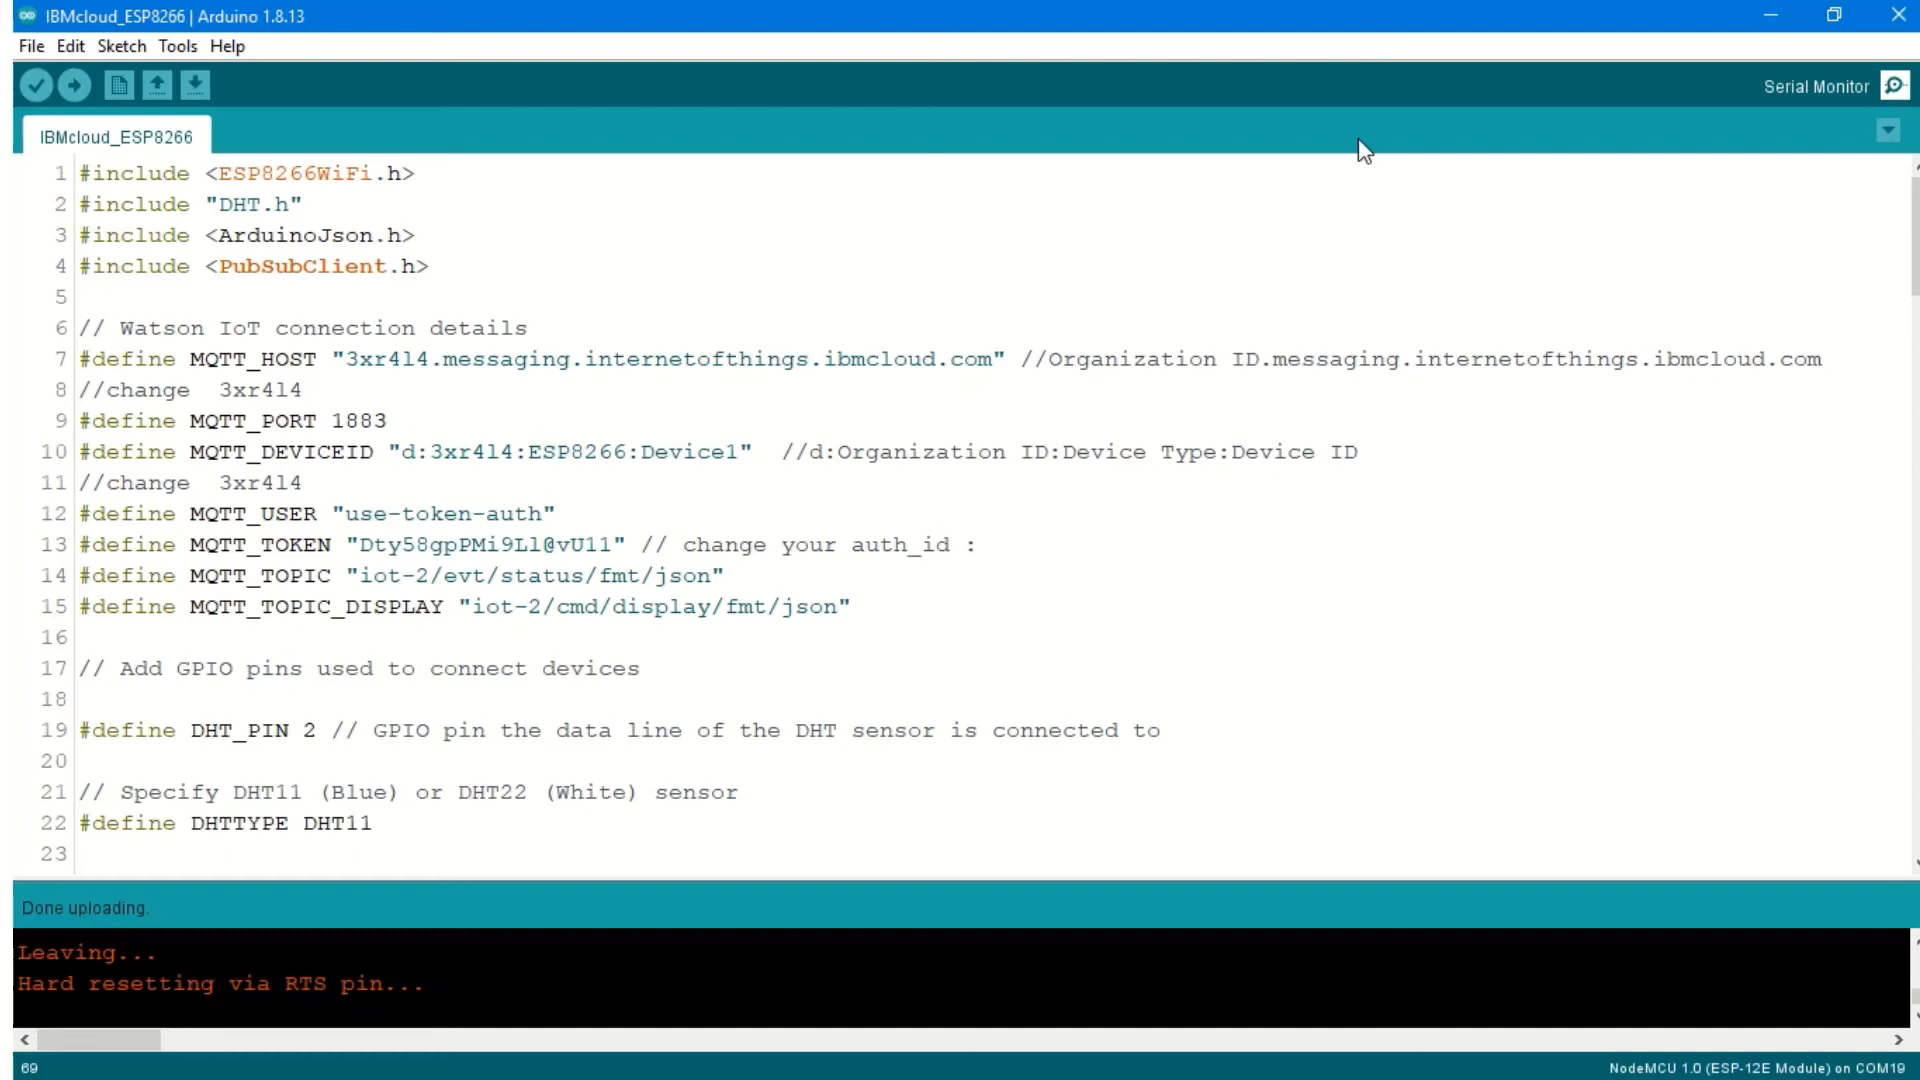 IBMcloud_ESP8266 | Arduino 1.8.13
File Edit Sketch Tools Help
Serial Monitor
IBMcloud_ESP8266
1 #include <ESP8266WiFi.h>
2 #include "DHT.h"
3 #include <ArduinoJson.h>
4 #include <PubSubClient.h>
5
6 // Watson IoT connection details
7 #define MQTT_HOST "3xr4l4.messaging.internetofthings.ibmcloud.com" //Organization ID.messaging.internetofthings.ibmcloud.com
8 //change  3xr4l4
9 #define MQTT_PORT 1883
10 #define MQTT_DEVICEID "d:3xr4l4:ESP8266:Device1"  //d:Organization ID:Device Type:Device ID
11 //change  3xr4l4
12 #define MQTT_USER "use-token-auth"
13 #define MQTT_TOKEN "Dty58gpPMi9Ll@vU11" // change your auth_id :
14 #define MQTT_TOPIC "iot-2/evt/status/fmt/json"
15 #define MQTT_TOPIC_DISPLAY "iot-2/cmd/display/fmt/json"
16
17 // Add GPIO pins used to connect devices
18
19 #define DHT_PIN 2 // GPIO pin the data line of the DHT sensor is connected to
20
21 // Specify DHT11 (Blue) or DHT22 (White) sensor
22 #define DHTTYPE DHT11
23
Done uploading.
Leaving...
Hard resetting via RTS pin...
69
NodeMCU 1.0 (ESP-12E Module) on COM19